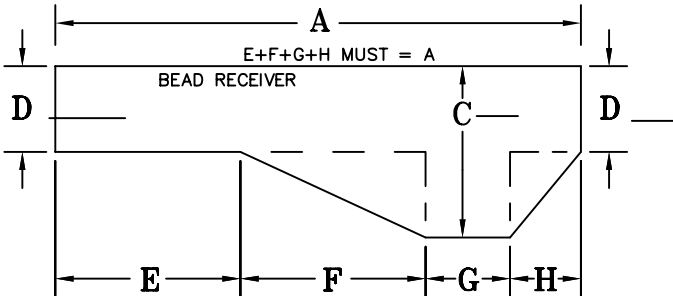 A
E+F+G+H MUST = A
BEAD RECEIVER
D
C
D
E
F
G
H